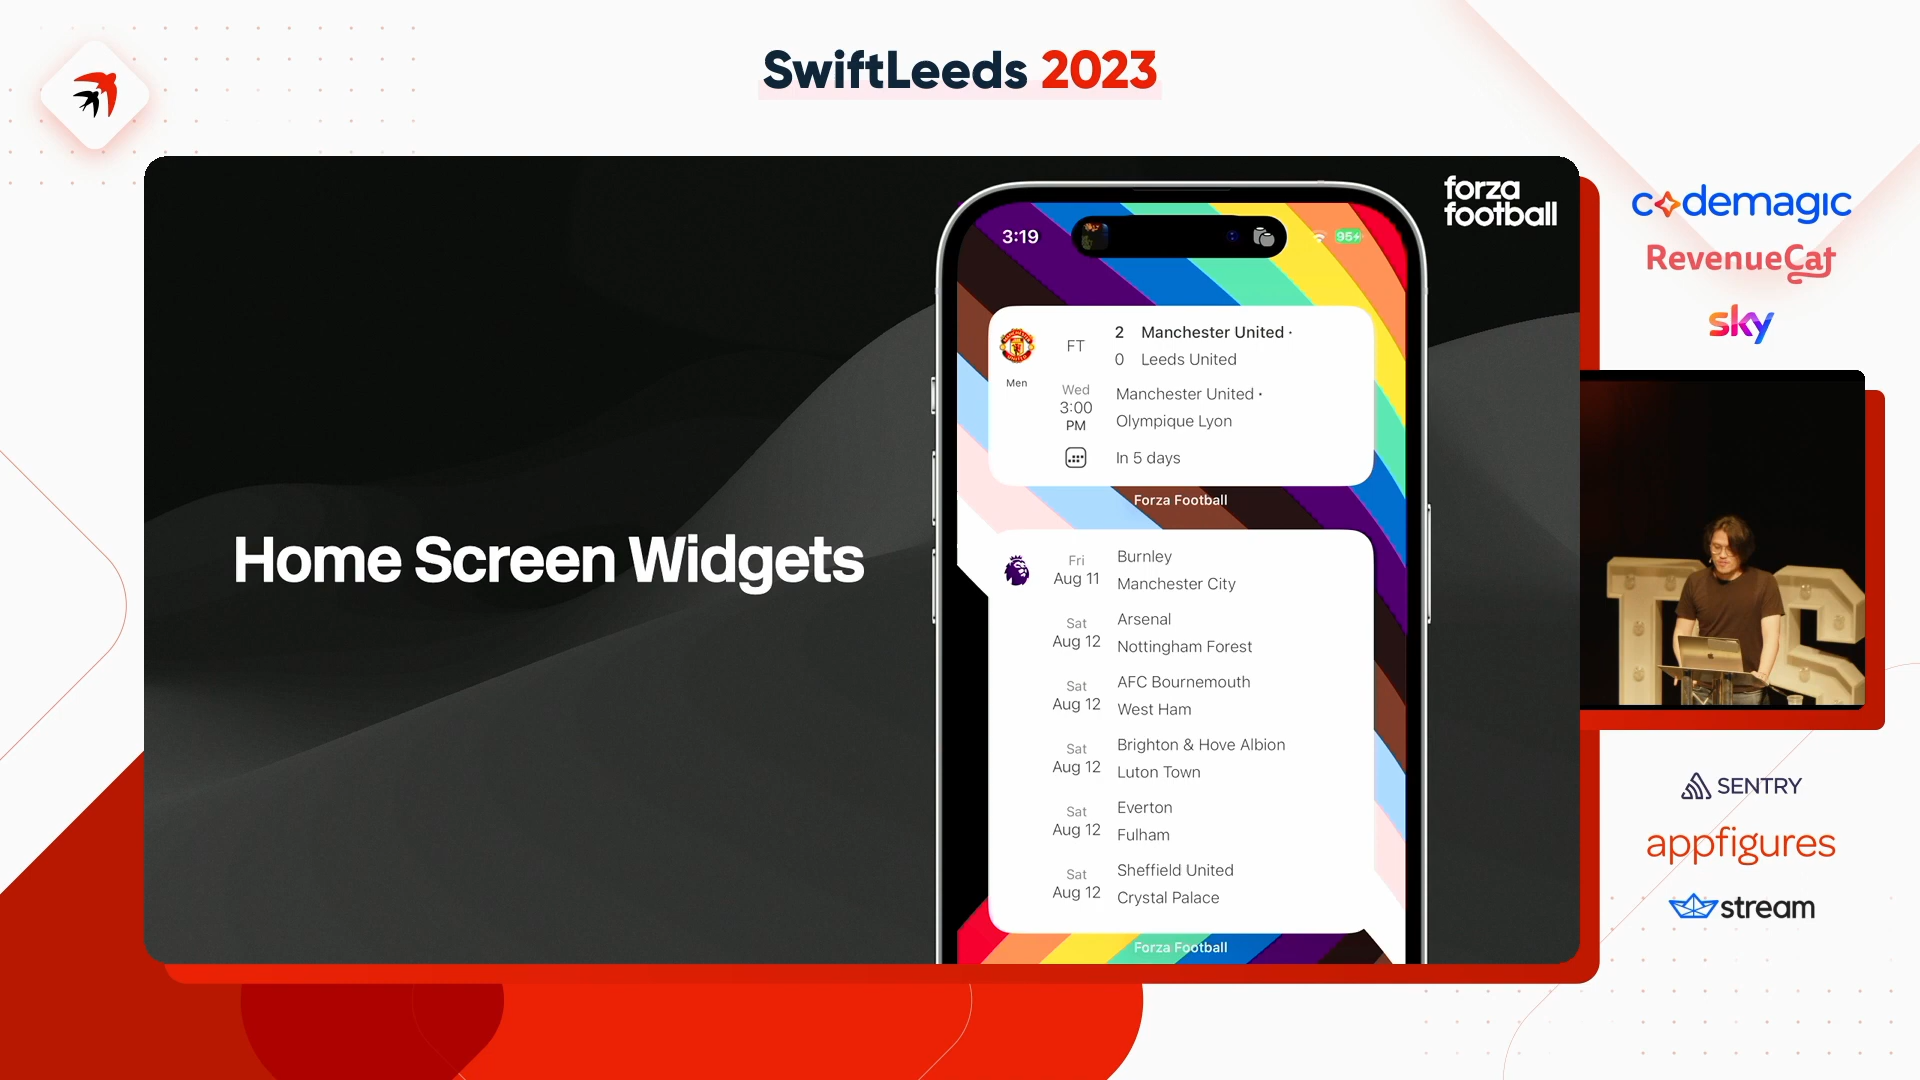 SwiftLeeds 2023
forza
football
3:19
95
2 Manchester United ·
FT
0 Leeds United
Men
Wed
3:00
PM
Manchester United ·
Olympique Lyon
In 5 days
Forza Football
Fri
Aug 11
Burnley
Manchester City
Sat
Aug 12
Arsenal
Nottingham Forest
Sat
Aug 12
AFC Bournemouth
West Ham
Sat
Aug 12
Brighton & Hove Albion
Luton Town
Sat
Aug 12
Everton
Fulham
Sat
Aug 12
Sheffield United
Crystal Palace
Forza Football
Home Screen Widgets
codemagic
RevenueCat
sky
SENTRY
appfigures
stream